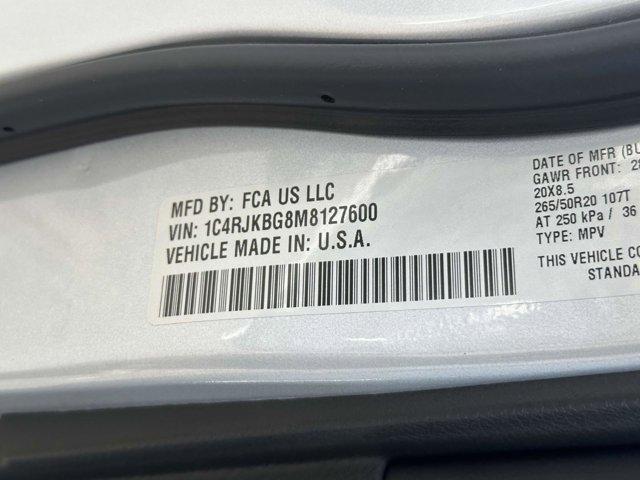 MFD BY: FCA US LLC
VIN: 1C4RJKBG8M8127600
VEHICLE MADE IN: U.S.A.
DATE OF MFR (BU
GAWR FRONT: 28
20X8.5
265/50R20 107T
AT 250 kPa / 36
TYPE: MPV
THIS VEHICLE CO
STANDA